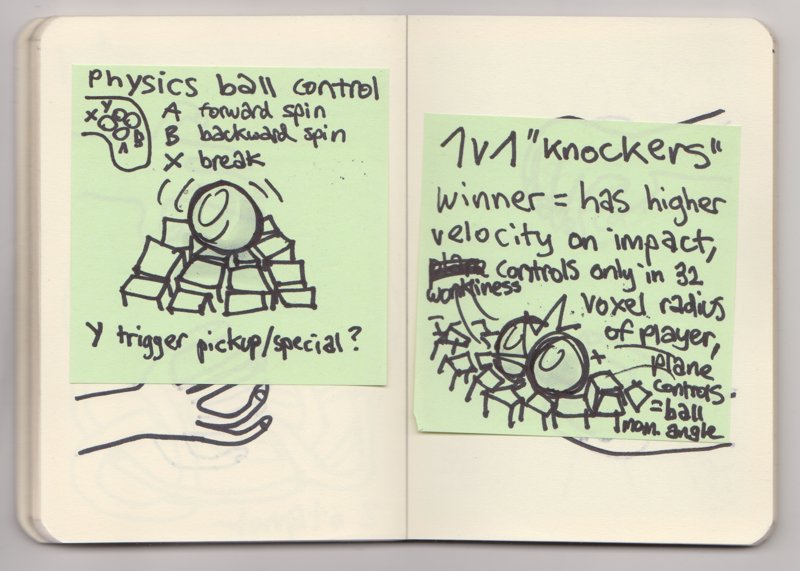 physics ball control
A forward spin
B backward spin
X break
Y
X
B
A
Y trigger pickup/special?
1v1 "knockers"
winner = has higher
velocity on impact,
controls only in 32
wonkiness
voxel radius
of player,
plane
controls
= ball
mom. angle